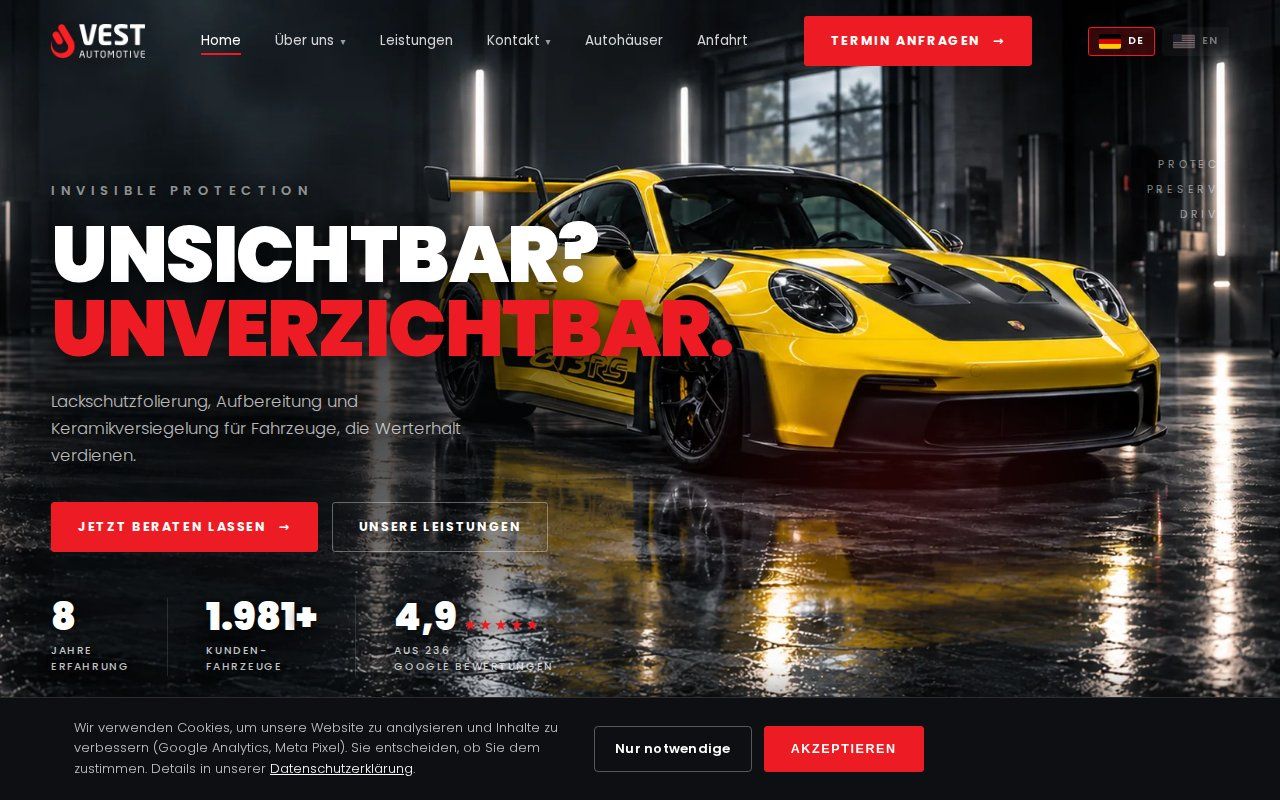 VEST
AUTOMOTIVE
Home
Über uns ▾
Leistungen
Kontakt ▾
Autohäuser
Anfahrt
TERMIN ANFRAGEN →
DE
EN
PROTEC
PRESERV
DRIV
INVISIBLE PROTECTION
UNSICHTBAR?
UNVERZICHTBAR.
GT3RS
Lackschutzfolierung, Aufbereitung und
Keramikversiegelung für Fahrzeuge, die Werterhalt
verdienen.
JETZT BERATEN LASSEN →
UNSERE LEISTUNGEN
8
JAHRE
ERFAHRUNG
1.981+
KUNDEN-
FAHRZEUGE
4,9 ★★★★★
AUS 236
GOOGLE BEWERTUNGEN
Wir verwenden Cookies, um unsere Website zu analysieren und Inhalte zu
verbessern (Google Analytics, Meta Pixel). Sie entscheiden, ob Sie dem
zustimmen. Details in unserer Datenschutzerklärung.
Nur notwendige
AKZEPTIEREN